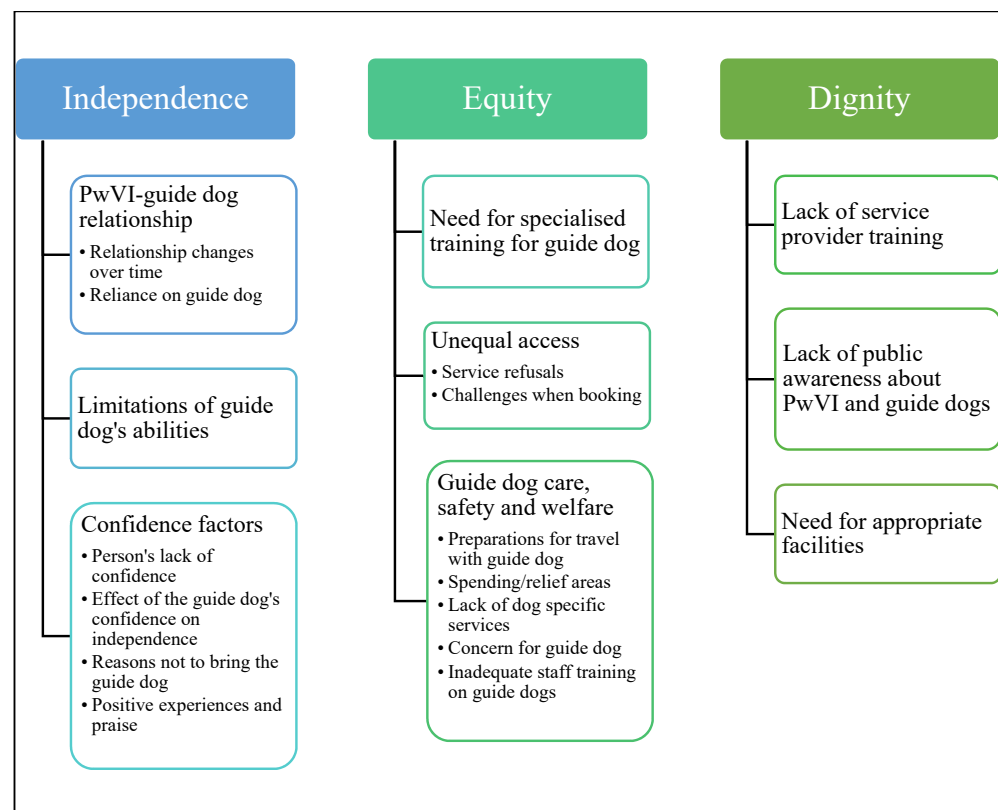 Independence
PwVI-guide dog
relationship
• Relationship changes
over time
• Reliance on guide dog
Limitations of guide
dog's abilities
Confidence factors
• Person's lack of
confidence
• Effect of the guide dog's
confidence on
independence
• Reasons not to bring the
guide dog
• Positive experiences and
praise
Equity
Need for specialised
training for guide dog
Unequal access
• Service refusals
• Challenges when booking
Guide dog care,
safety and welfare
• Preparations for travel
with guide dog
• Spending/relief areas
• Lack of dog specific
services
• Concern for guide dog
• Inadequate staff training
on guide dogs
Dignity
Lack of service
provider training
Lack of public
awareness about
PwVI and guide dogs
Need for appropriate
facilities